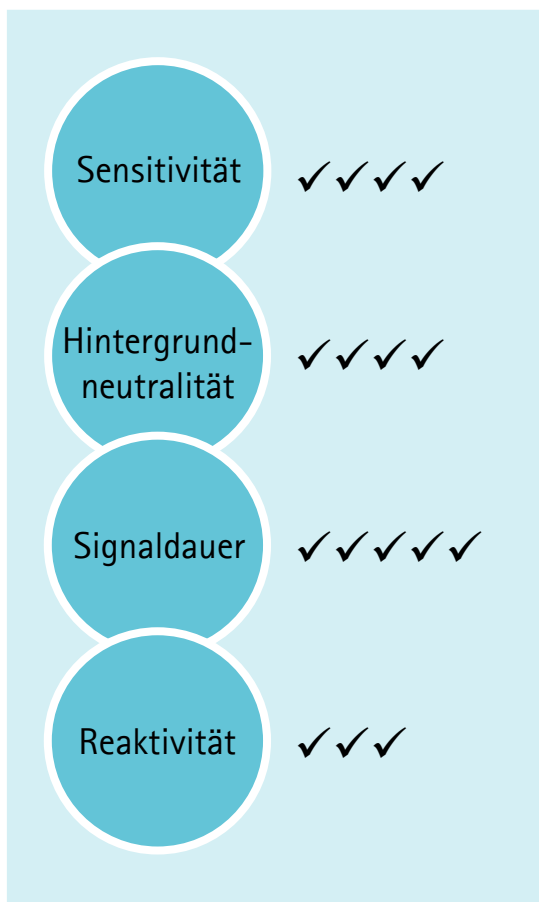 Sensitivität ✓✓✓✓
Hintergrund-
neutralität ✓✓✓✓
Signaldauer ✓✓✓✓✓
Reaktivität ✓✓✓